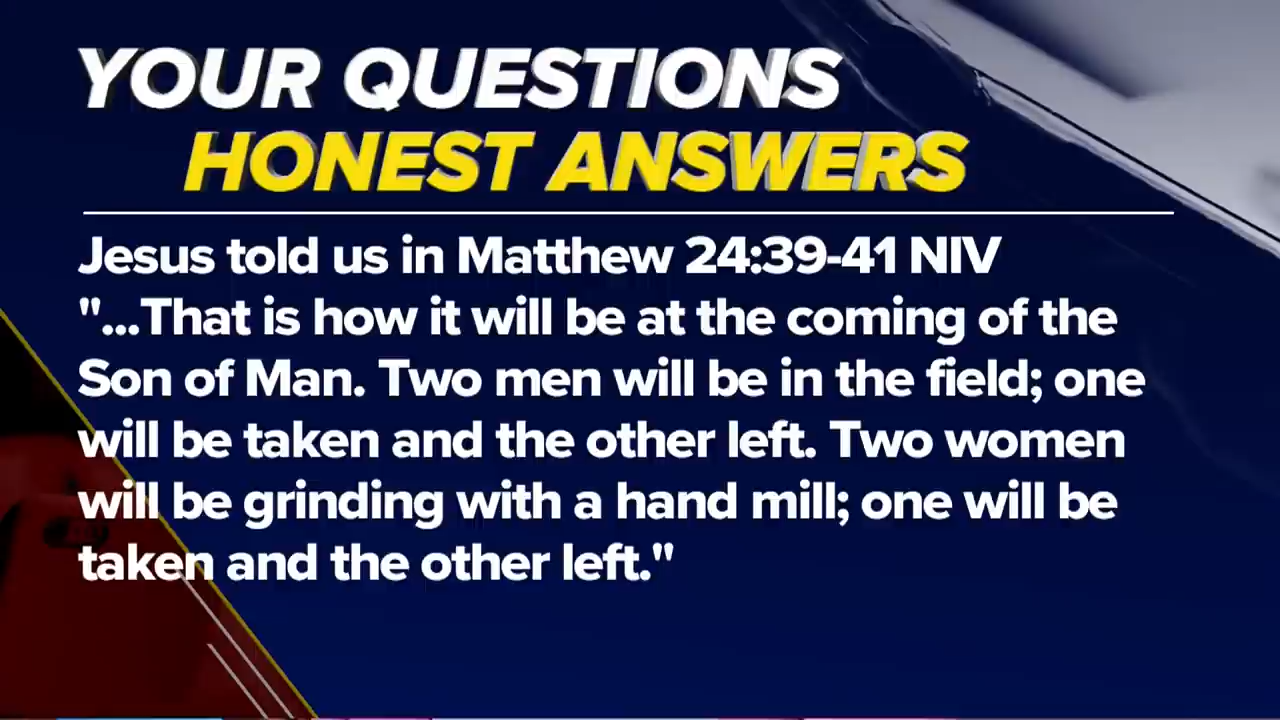 YOUR QUESTIONS
HONEST ANSWERS
Jesus told us in Matthew 24:39-41 NIV
"...That is how it will be at the coming of the
Son of Man. Two men will be in the field; one
will be taken and the other left. Two women
will be grinding with a hand mill; one will be
taken and the other left."